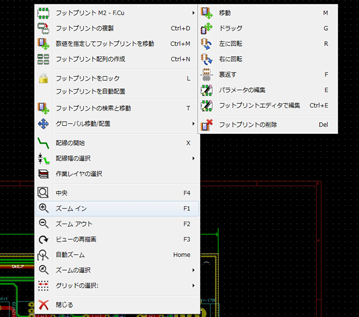 フットプリント M2 - F.Cu
フットプリントの複製 Ctrl+D
数値を指定してフットプリントを移動 Ctrl+M
フットプリント配列の作成 Ctrl+N
フットプリントをロック L
フットプリントを自動配置
フットプリントの検索と移動 T
グローバル移動/配置
配線の開始 X
配線幅の選択
作業レイヤの選択
中央 F4
ズーム イン F1
ズーム アウト F2
ビューの再描画 F3
自動ズーム Home
ズームの選択
グリッドの選択:
閉じる
移動 M
ドラッグ G
左に回転 R
右に回転
裏返す F
パラメータの編集 E
フットプリントエディタで編集 Ctrl+E
フットプリントの削除 Del